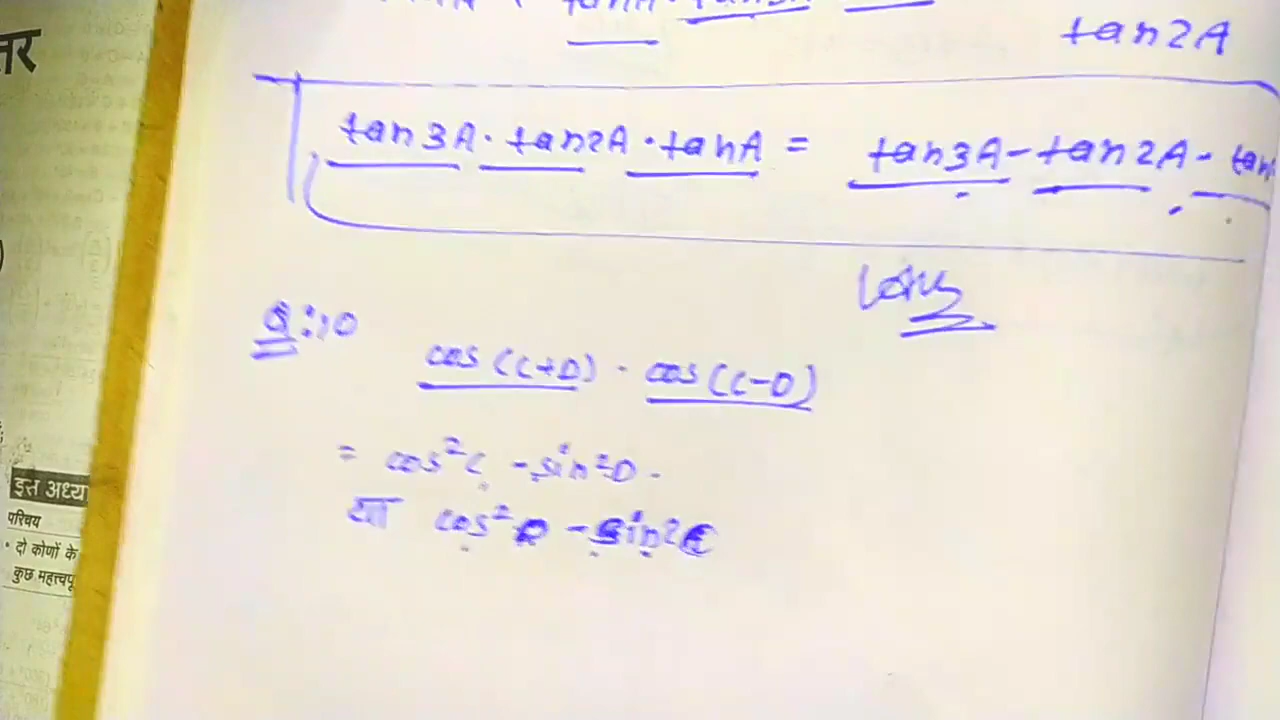 tan2A
tan3A · tan2A · tanA = tan3A - tan2A - tan
Q:10
cos(C+D) · cos(C-D)
= cos²C - sin²D.
या cos²D - sin2C
तर
इस अध्या
परिचय
• दो कोणों के
कुछ महत्त्वपू